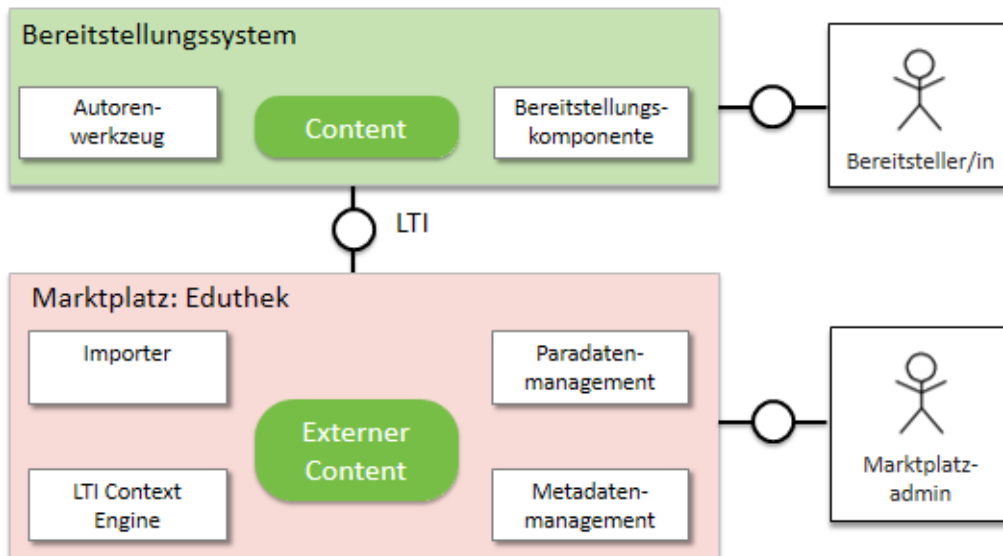 Bereitstellungssystem
Autoren-
werkzeug
Content
Bereitstellungs-
komponente
Bereitsteller/in
LTI
Marktplatz: Eduthek
Importer
Paradaten-
management
Externer
Content
LTI Context
Engine
Metadaten-
management
Marktplatz-
admin